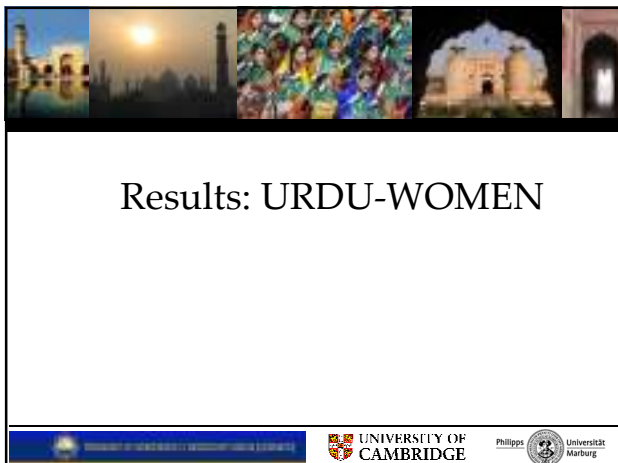 Results: URDU-WOMEN
UNIVERSITY OF
CAMBRIDGE
Philipps
Universität
Marburg